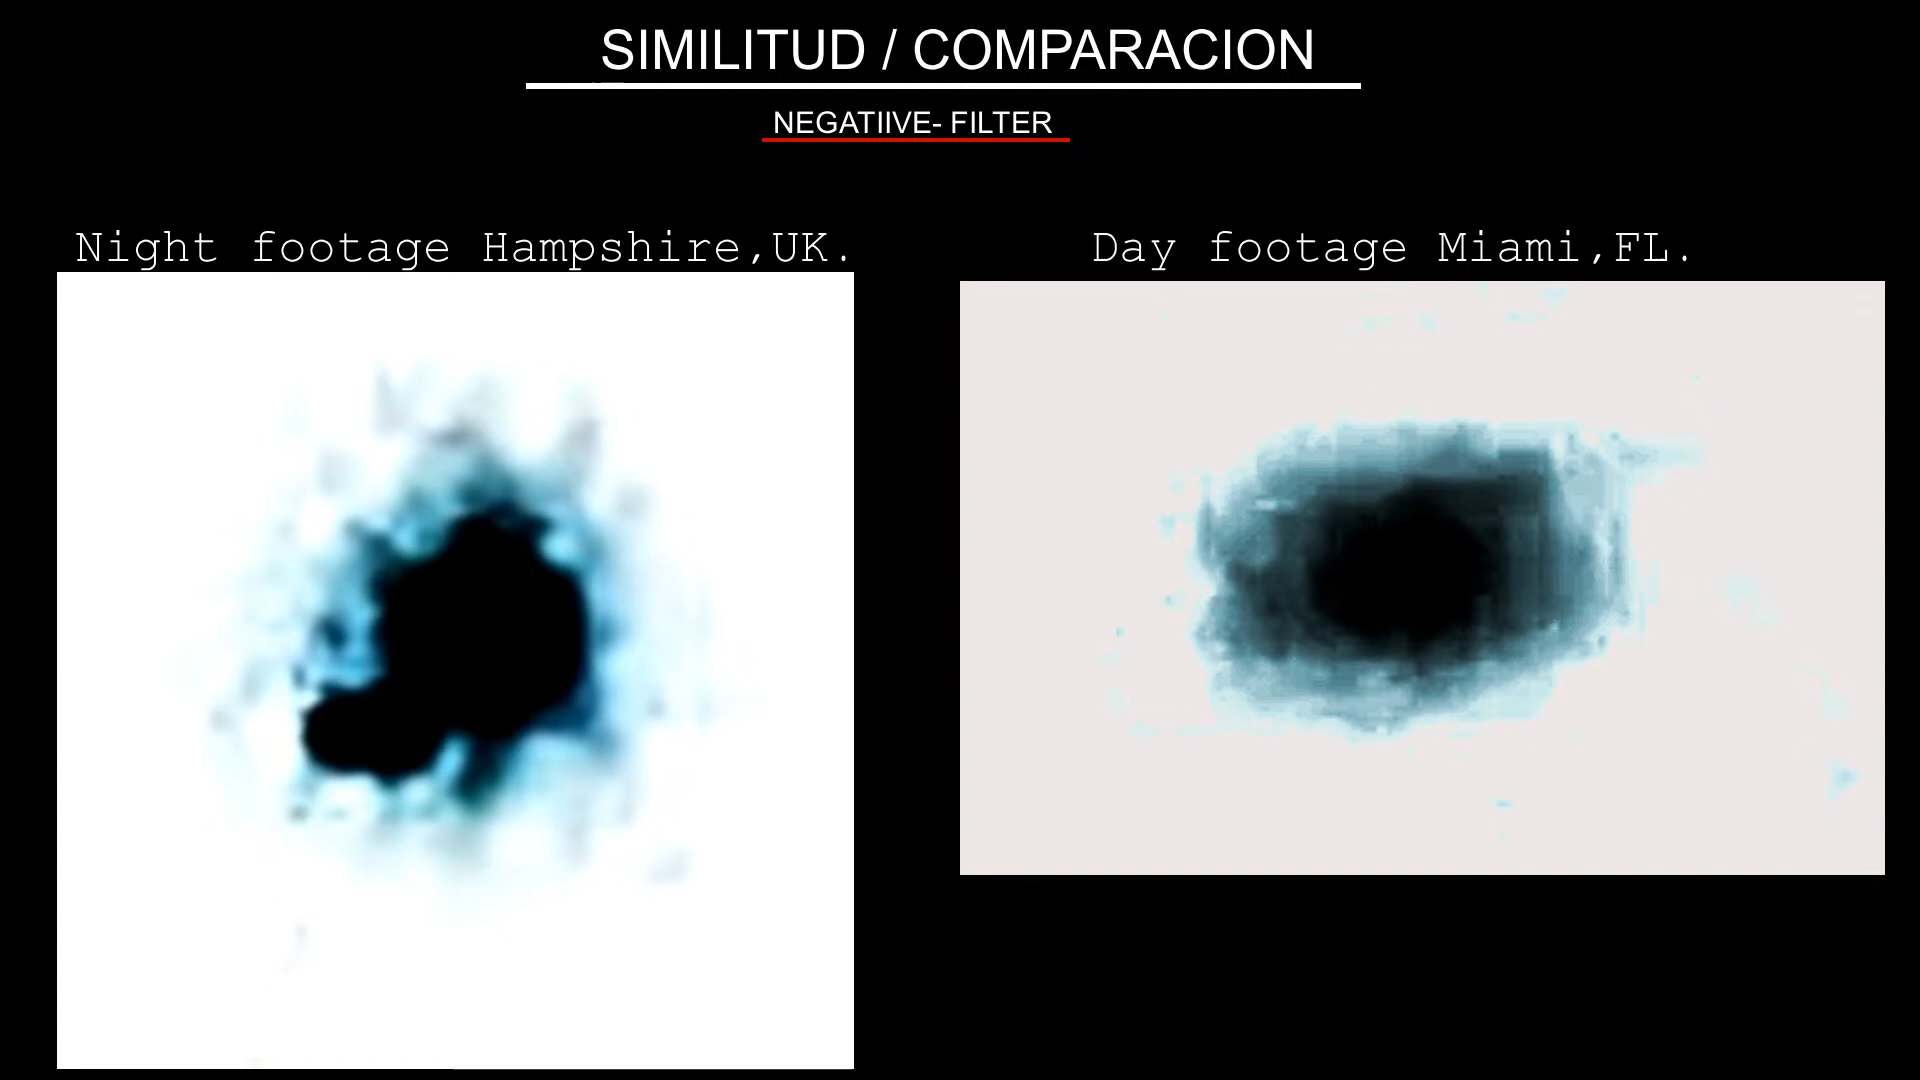 SIMILITUD / COMPARACION
NEGATIIVE- FILTER
Night footage Hampshire,UK.
Day footage Miami,FL.